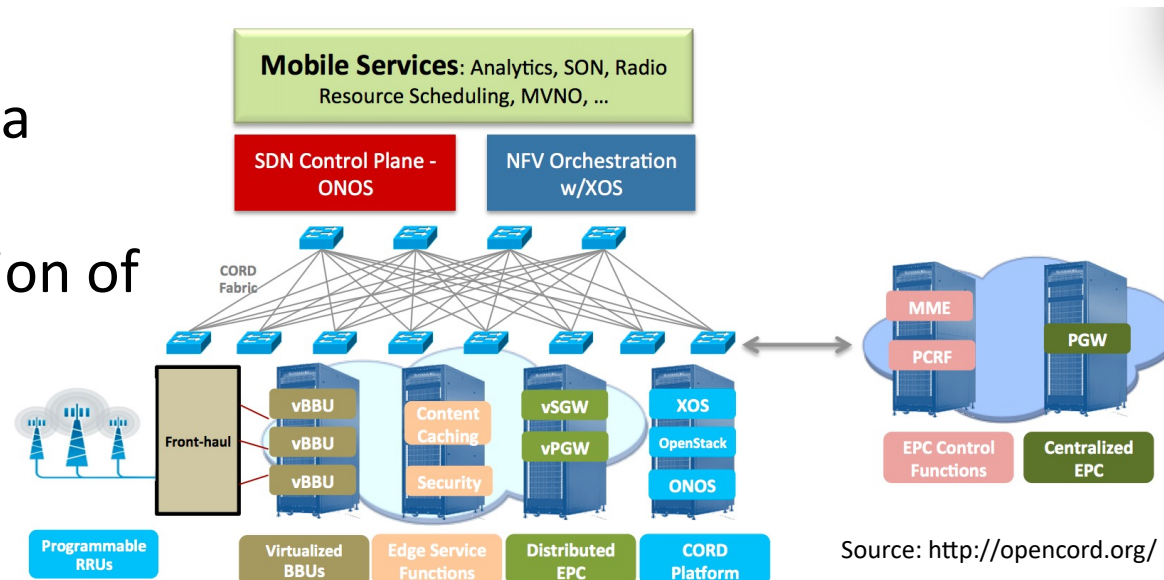 a
ion of
Mobile Services: Analytics, SON, Radio
Resource Scheduling, MVNO, ...
SDN Control Plane -
ONOS
NFV Orchestration
w/XOS
CORD
Fabric
MME
PCRF
PGW
Front-haul
vBBU
vBBU
vBBU
Content
Caching
Security
vSGW
vPGW
XOS
OpenStack
ONOS
EPC Control
Functions
Centralized
EPC
Programmable
RRUs
Virtualized
BBUs
Edge Service
Functions
Distributed
EPC
CORD
Platform
Source: http://opencord.org/